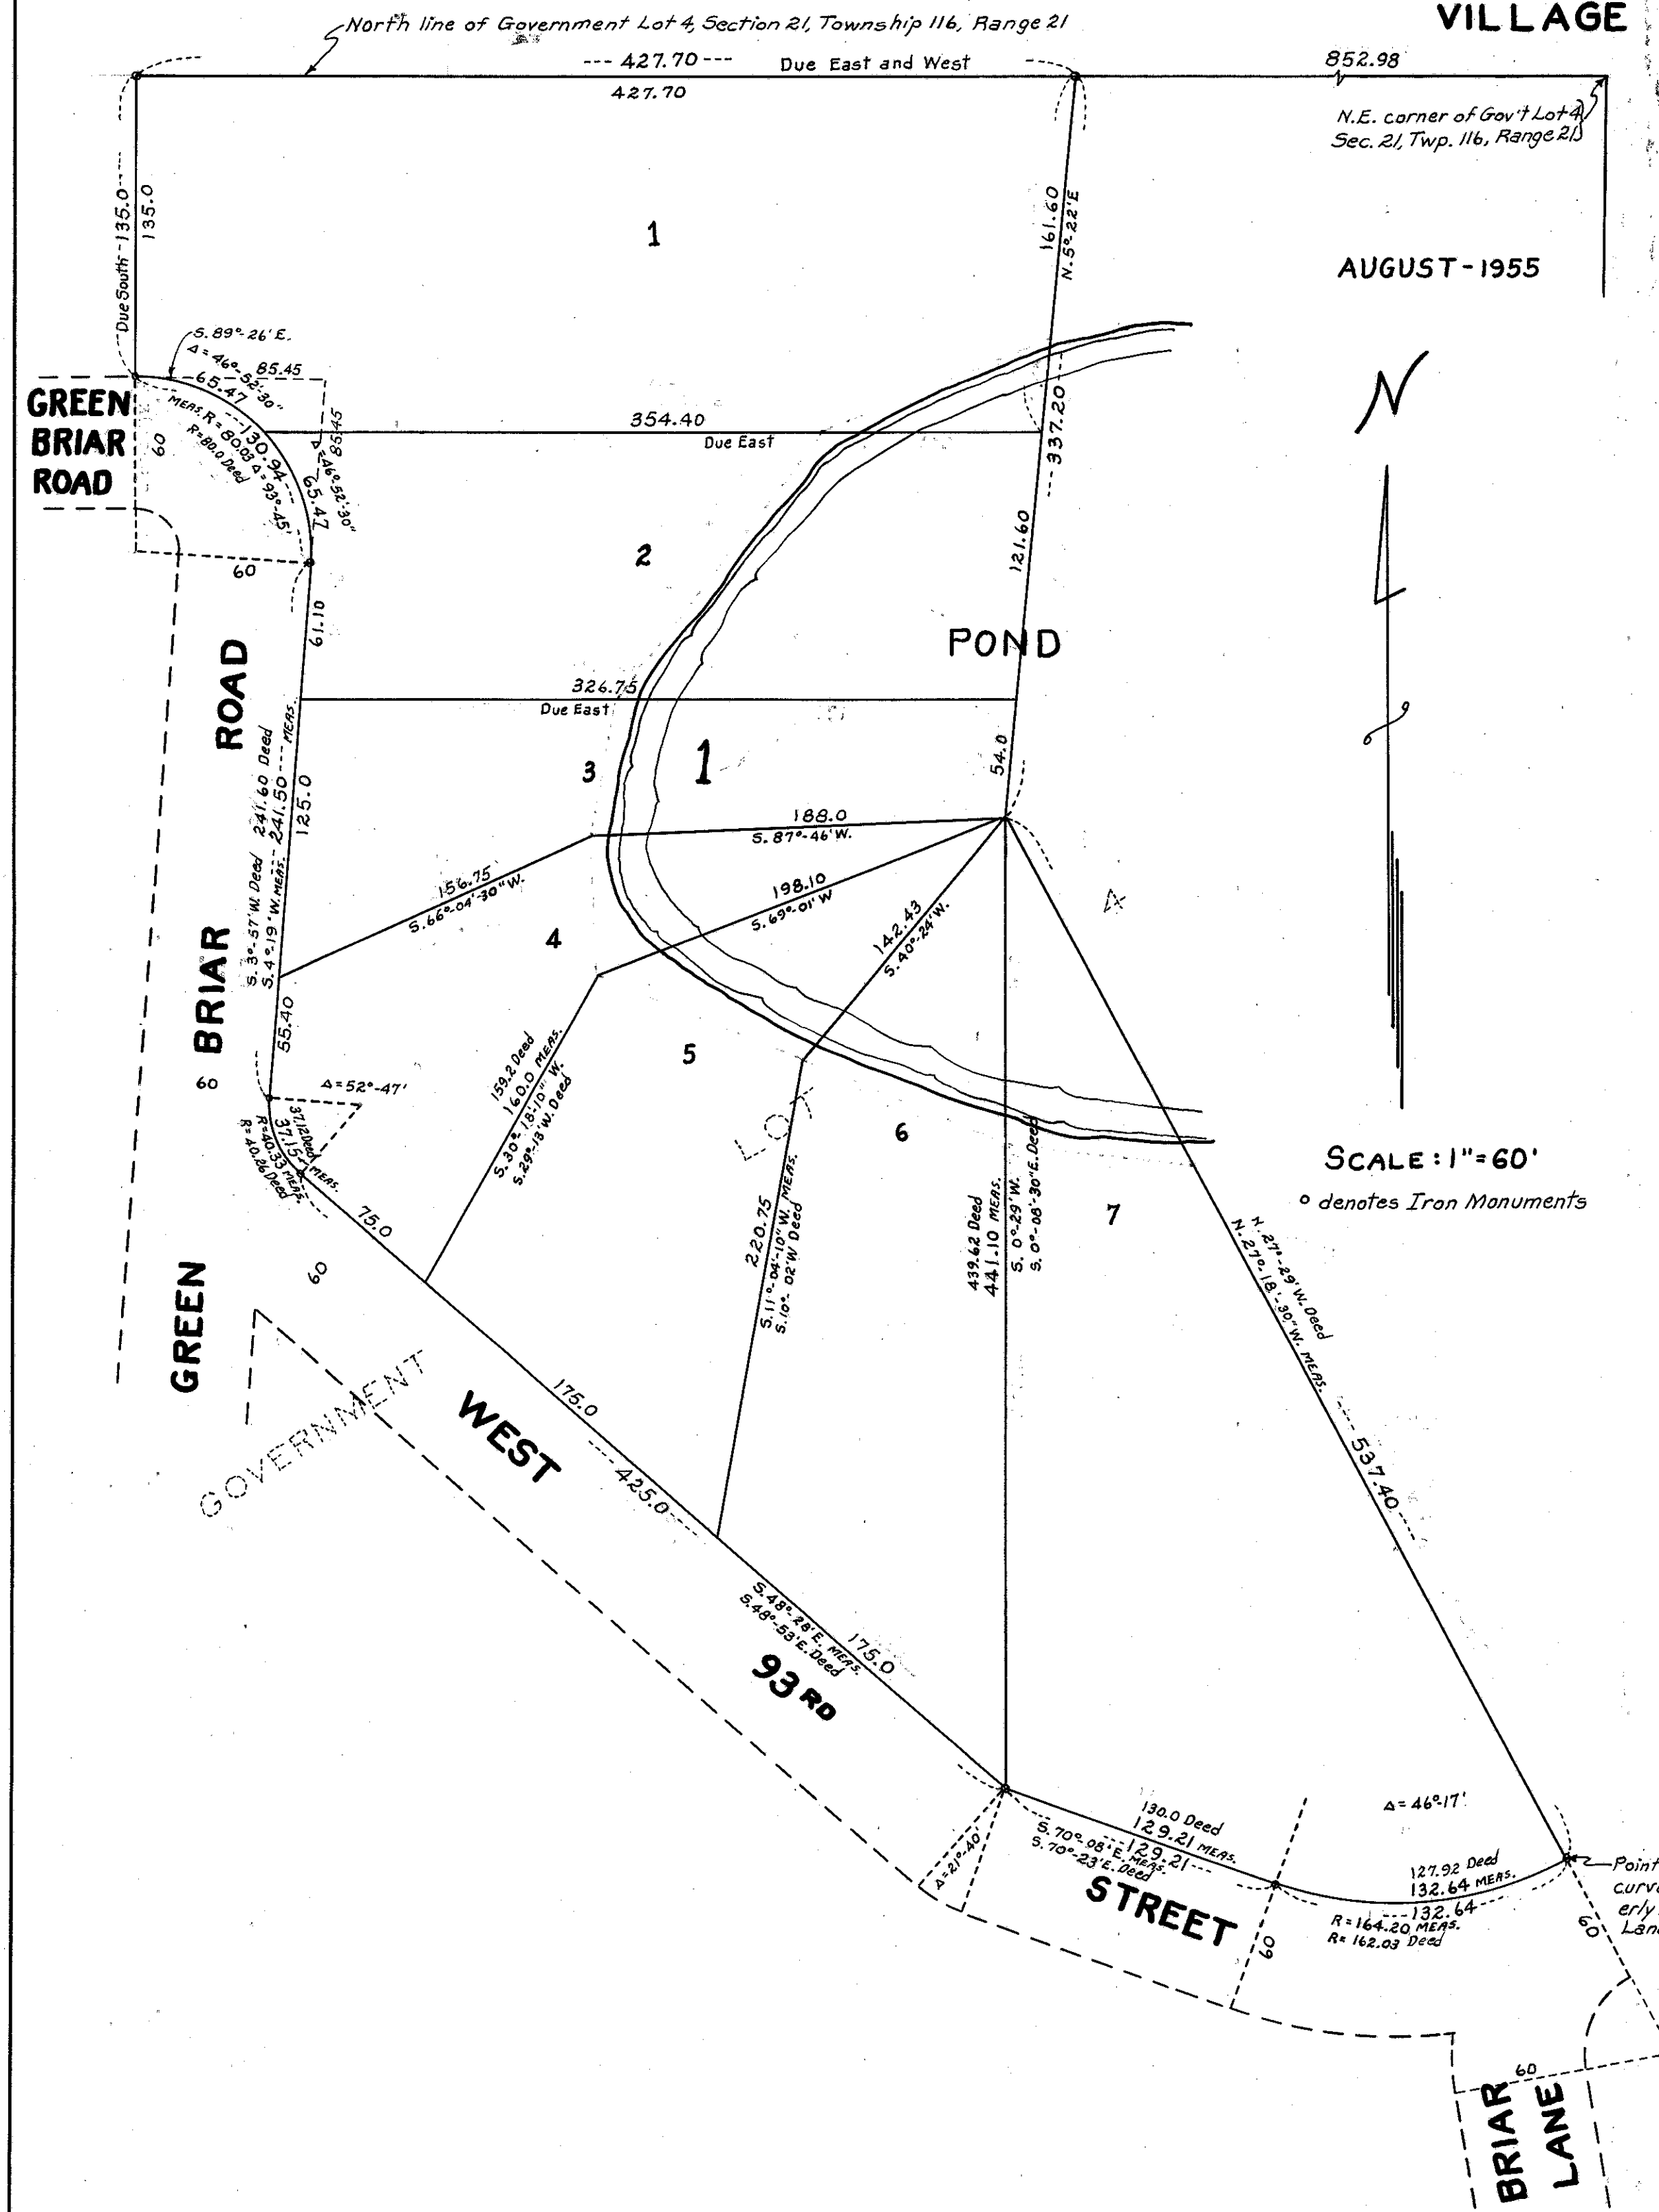 VILLAGE
North line of Government Lot 4, Section 21, Township 116, Range 21
--- 427.70 --- Due East and West
852.98
427.70
N.E. corner of Gov't Lot 4
Sec. 21, Twp. 116, Range 21
Due South -135.0
135.0
1
161.60
N.5°-22'E
AUGUST-1955
S.89°-26'E.
Δ=46°-52'-30"
85.45
65.47
GREEN
BRIAR
ROAD
60
---130.94---
MEAS. R=80.03 Δ=93°-45'
R=80.0 Deed
85.45
Δ=46°-52'-30"
65.47
354.40
Due East
---337.20---
N
60
61.10
2
121.60
POND
ROAD
326.75
Due East
S.3°-57'W. Deed 241.60 Deed
S.4°-19'W. MEAS. --- 241.50 --- MEAS.
125.0
3
1
54.0
188.0
S.87°-46'W.
156.75
S.66°-04'-30"W.
198.10
S.69°-01'W
142.43
S.40°-24'W.
4
4
BRIAR
55.40
60
Δ=52°-47'
37.12 Deed
37.15 MEAS.
R=40.33 MEAS.
R=40.26 Deed
159.2 Deed
160.0 MEAS.
S.30°-18'-10" W.
S.29°-13'W. Deed
5
LOT
6
220.75
S.11°-04'-10"W. MEAS.
S.10°-02'W Deed
439.62 Deed
441.10 MEAS.
S.0°-29'W.
S.0°-08'-30"E. Deed
7
SCALE: 1"=60'
o denotes Iron Monuments
N.27°-29'W. Deed
N.27°-18'-30"W. MEAS.
---537.40---
75.0
60
GREEN
GOVERNMENT
WEST
175.0
---425.0---
S.48°-28'E. MEAS.
S.48°-53'E. Deed
175.0
93RD
Δ=21°-40'
130.0 Deed
129.21 MEAS.
---129.21---
S.70°-08'E. MEAS.
S.70°-23'E. Deed
STREET
60
Δ=46°-17'
127.92 Deed
132.64 MEAS.
---132.64---
R=164.20 MEAS.
R=162.03 Deed
Point
curv
erly
Lan
60
60
BRIAR
LANE